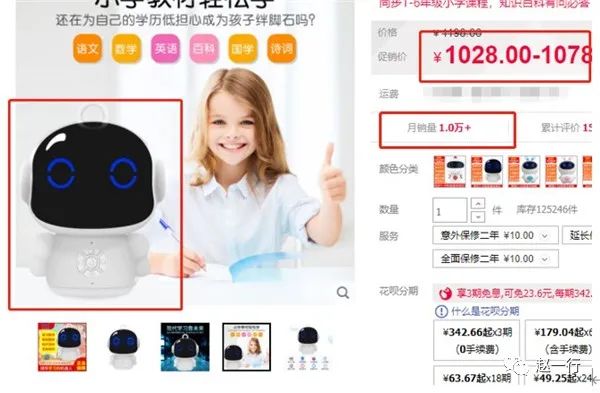 小学教材轻松学
还在为自己的学历低担心成为孩子绊脚石吗?
语文 数学 英语 百科 国学 诗词
同步1-6年级小学课程，知识百科有问必答
价格 ¥4198.00
促销价 ¥1028.00-1078
运费
月销量 1.0万+ 累计评价 15
颜色分类
数量 1 件 库存125246件
服务 意外保修二年 ¥10.00 延长
全面保修二年 ¥10.00
花呗分期 享3期免息,可免23.6元,每期342.
什么是花呗分期
¥342.66起x3期 ¥179.04起x6
(0手续费) (含手续费)
¥63.67起x18期 ¥49.25起x24
赵一行